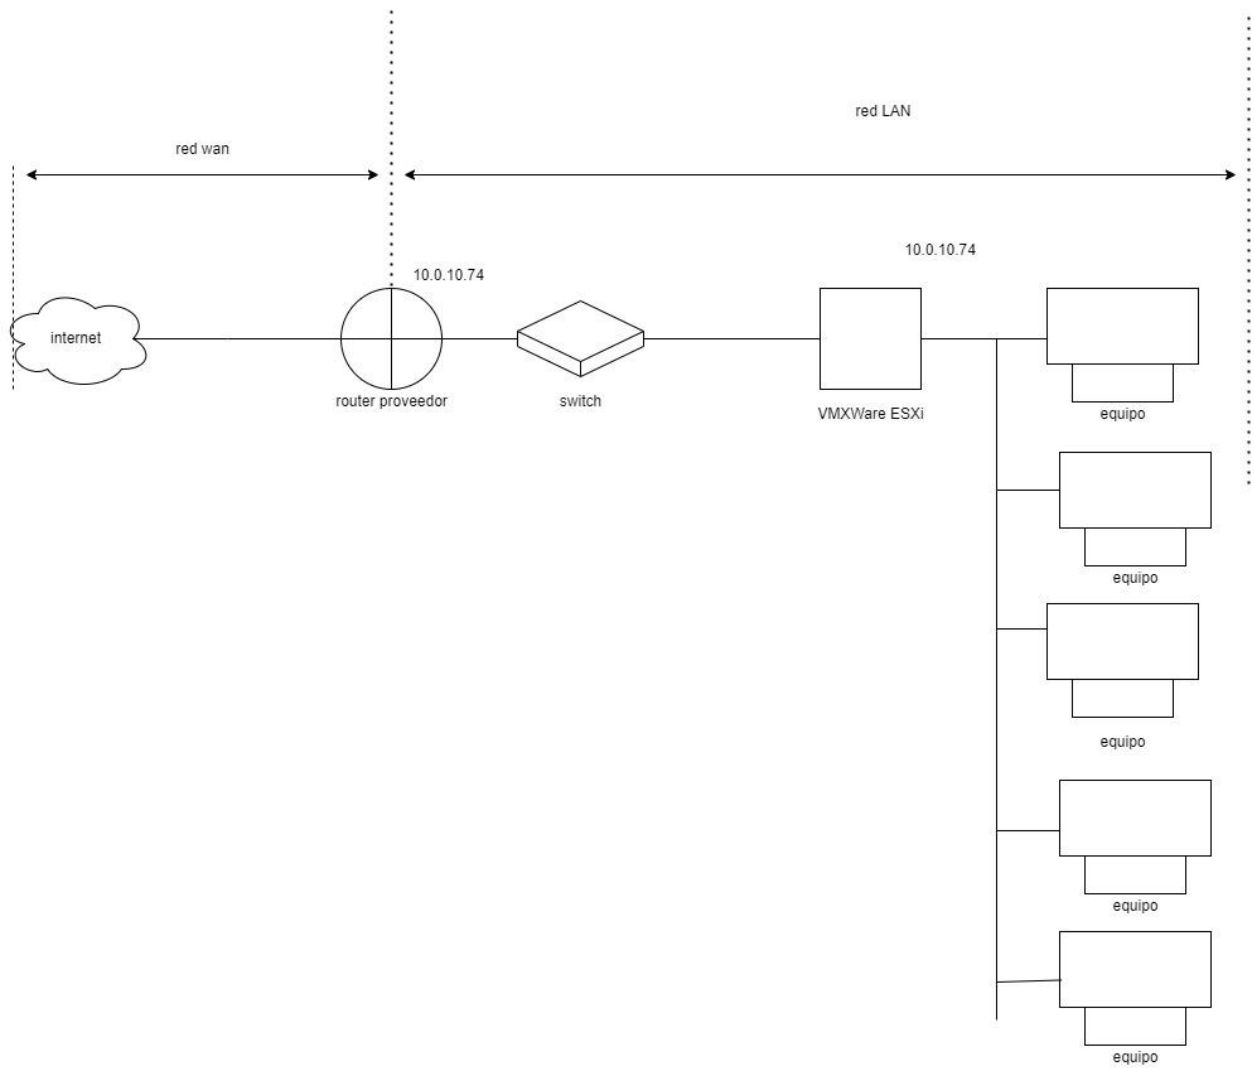 red LAN
red wan
10.0.10.74
10.0.10.74
internet
router proveedor
switch
VMXWare ESXi
equipo
equipo
equipo
equipo
equipo